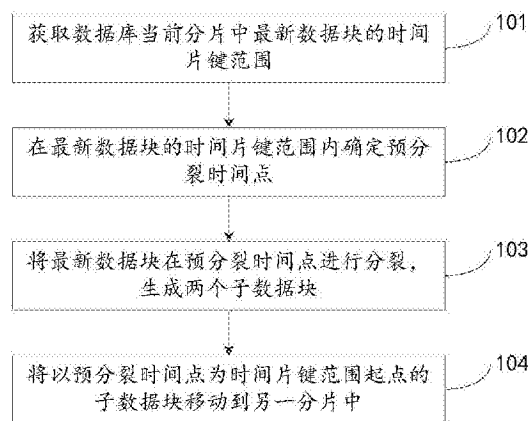 获取数据库当前分片中最新数据块的时间
片键范围
101
在最新数据块的时间片键范围内确定预分
裂时间点
102
将最新数据块在预分裂时间点进行分裂，
生成两个子数据块
103
将以预分裂时间点为时间片键范围起点的
子数据块移动到另一分片中
104